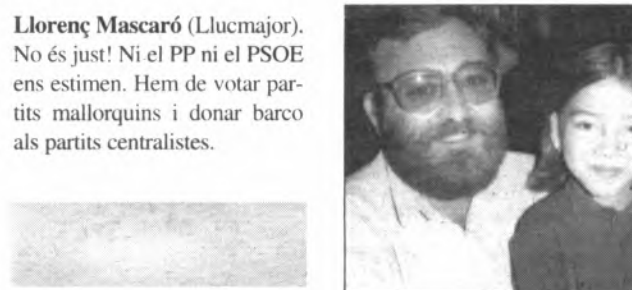 Llorenç Mascaró (Llucmajor).
No és just! Ni el PP ni el PSOE
ens estimen. Hem de votar par-
tits mallorquins i donar barco
als partits centralistes.